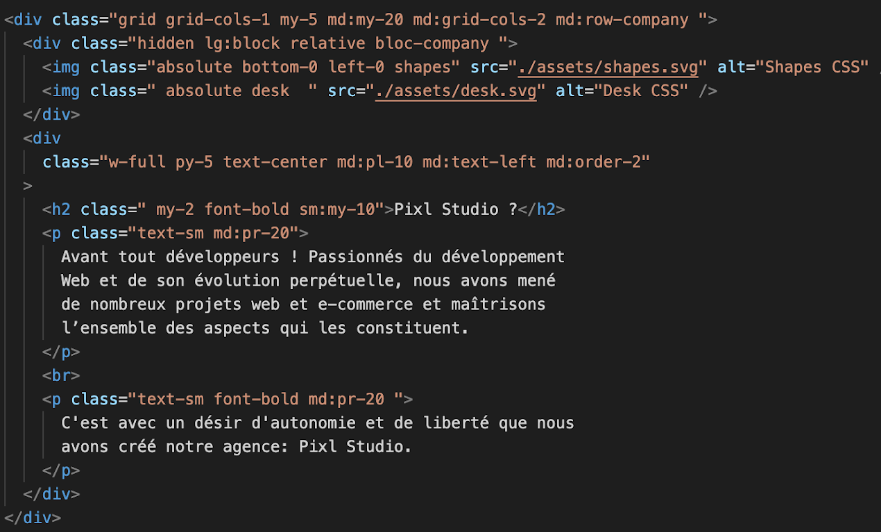 <div class="grid grid-cols-1 my-5 md:my-20 md:grid-cols-2 md:row-company ">
<div class="hidden lg:block relative bloc-company ">
<img class="absolute bottom-0 left-0 shapes" src="./assets/shapes.svg" alt="Shapes CSS" /
<img class=" absolute desk  " src="./assets/desk.svg" alt="Desk CSS" />
</div>
<div
class="w-full py-5 text-center md:pl-10 md:text-left md:order-2"
>
<h2 class=" my-2 font-bold sm:my-10">Pixl Studio ?</h2>
<p class="text-sm md:pr-20">
Avant tout développeurs ! Passionnés du développement
Web et de son évolution perpétuelle, nous avons mené
de nombreux projets web et e-commerce et maîtrisons
l’ensemble des aspects qui les constituent.
</p>
<br>
<p class="text-sm font-bold md:pr-20 ">
C'est avec un désir d'autonomie et de liberté que nous
avons créé notre agence: Pixl Studio.
</p>
</div>
</div>